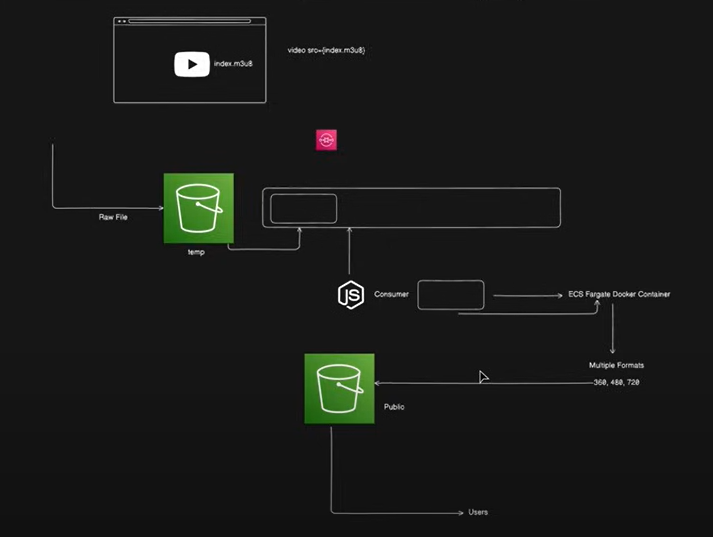 index.m3u8
video src={index.m3u8}
Raw File
temp
JS
Consumer
ECS Fargate Docker Container
Multiple Formats
360, 480, 720
Public
Users